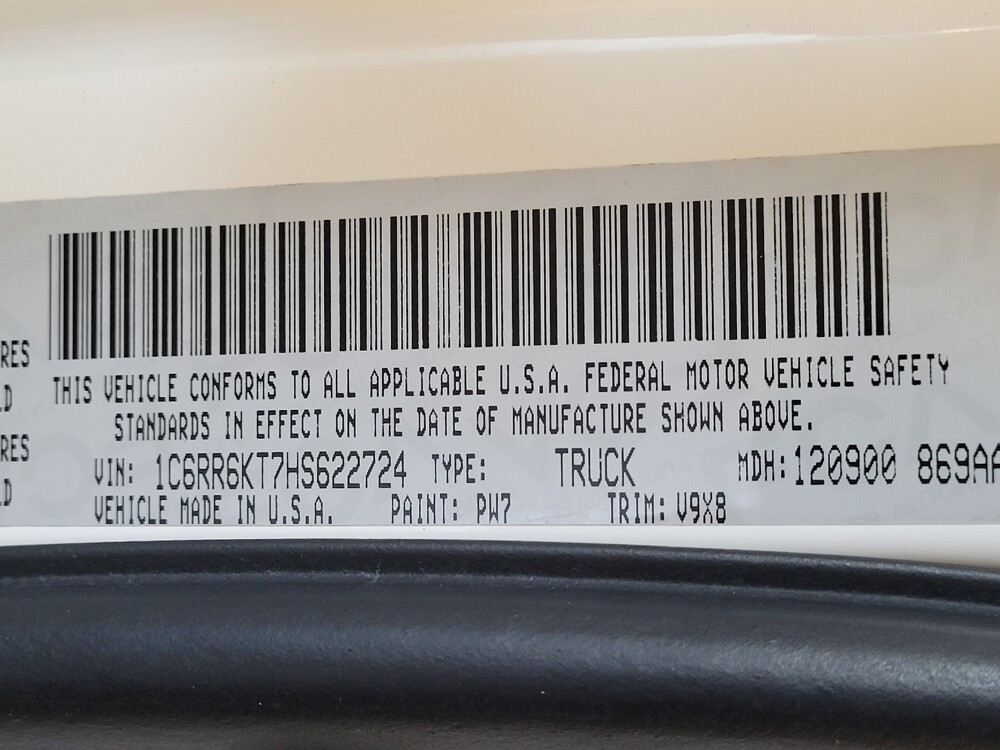 RES
LD
RES
LD
THIS VEHICLE CONFORMS TO ALL APPLICABLE U.S.A. FEDERAL MOTOR VEHICLE SAFETY
STANDARDS IN EFFECT ON THE DATE OF MANUFACTURE SHOWN ABOVE.
VIN: 1C6RR6KT7HS622724 TYPE: TRUCK MDH:120900 869AA
VEHICLE MADE IN U.S.A. PAINT: PW7 TRIM: V9X8